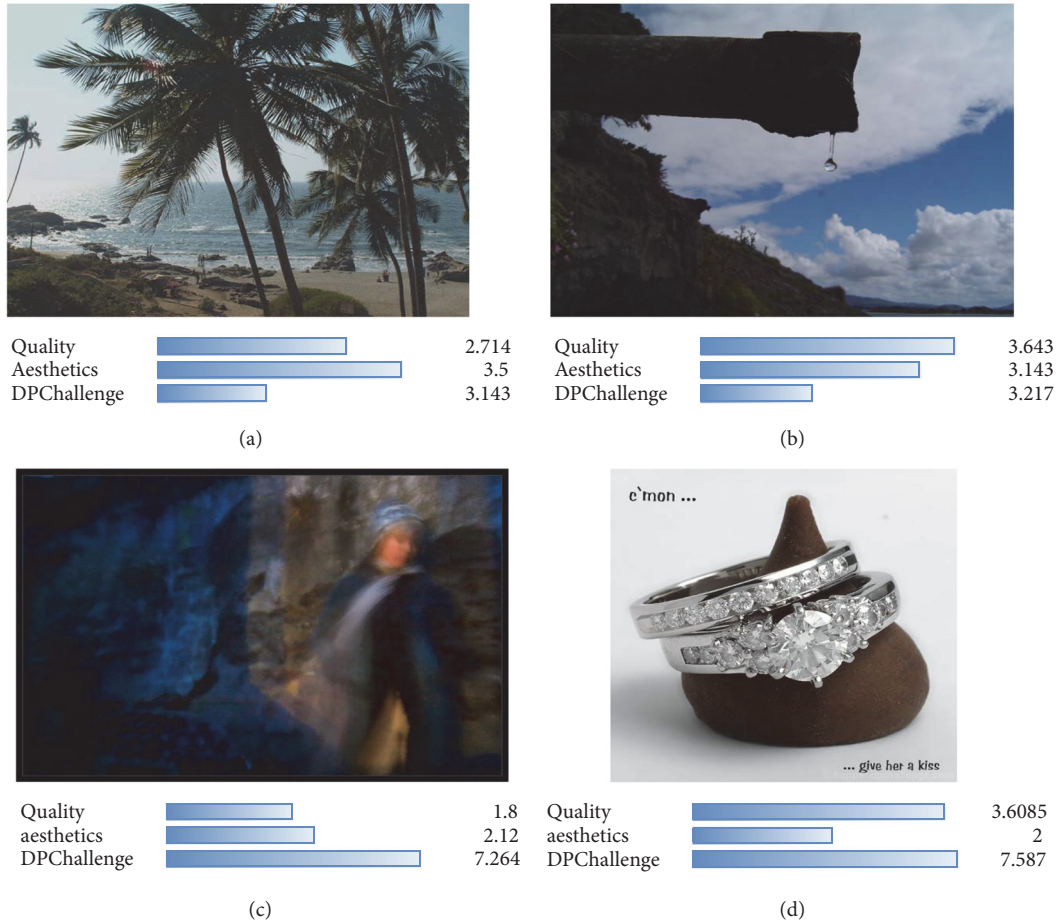 Quality 2.714
Aesthetics 3.5
DPChallenge 3.143
(a)
Quality 3.643
Aesthetics 3.143
DPChallenge 3.217
(b)
Quality 1.8
aesthetics 2.12
DPChallenge 7.264
(c)
c`mon ...
... give her a kiss
Quality 3.6085
aesthetics 2
DPChallenge 7.587
(d)